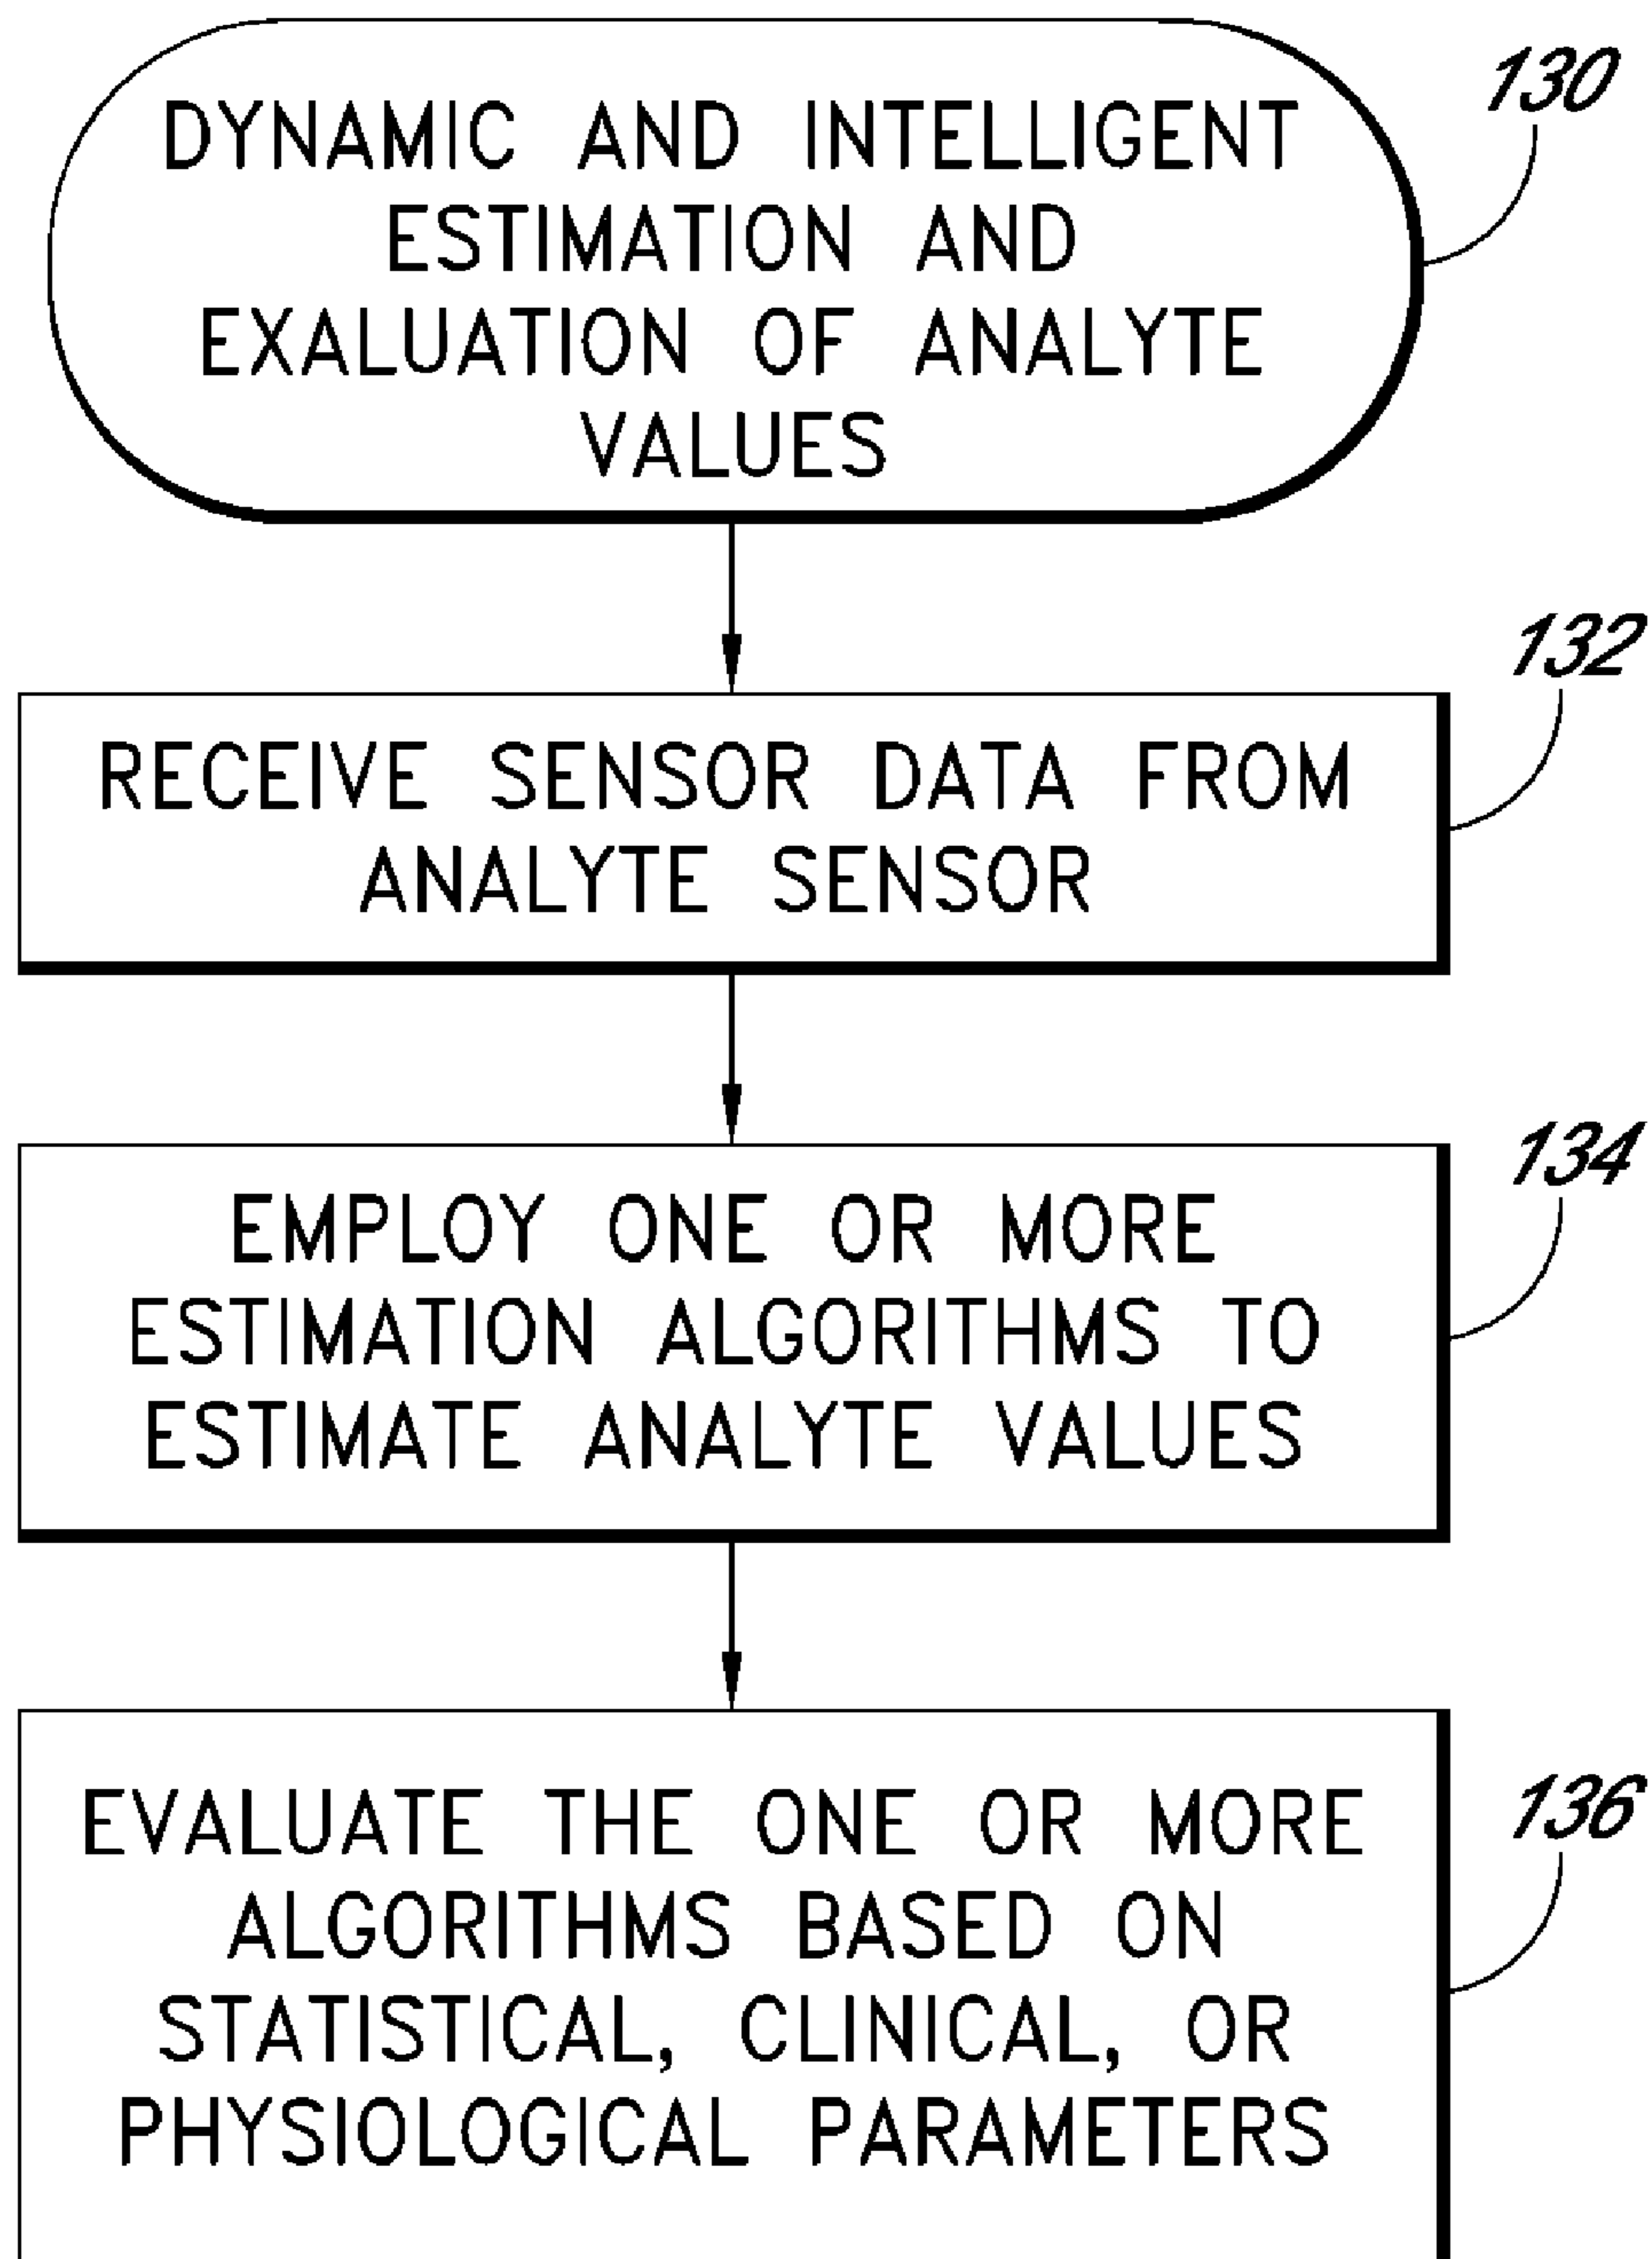 130
DYNAMIC AND INTELLIGENT
ESTIMATION AND
EXALUATION OF ANALYTE
VALUES
132
RECEIVE SENSOR DATA FROM
ANALYTE SENSOR
134
EMPLOY ONE OR MORE
ESTIMATION ALGORITHMS TO
ESTIMATE ANALYTE VALUES
136
EVALUATE THE ONE OR MORE
ALGORITHMS BASED ON
STATISTICAL, CLINICAL, OR
PHYSIOLOGICAL PARAMETERS